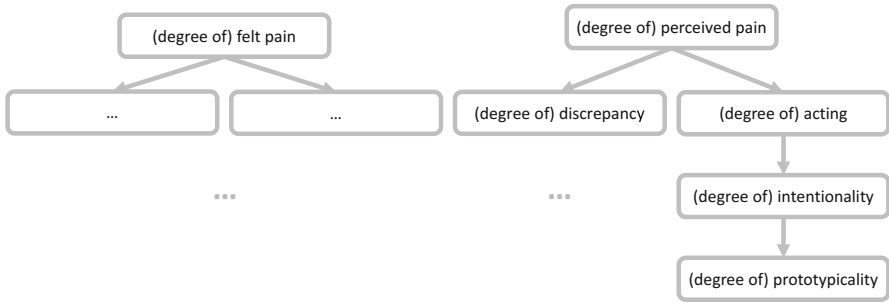 (degree of) felt pain
(degree of) perceived pain
...
...
(degree of) discrepancy
(degree of) acting
...
...
(degree of) intentionality
(degree of) prototypicality